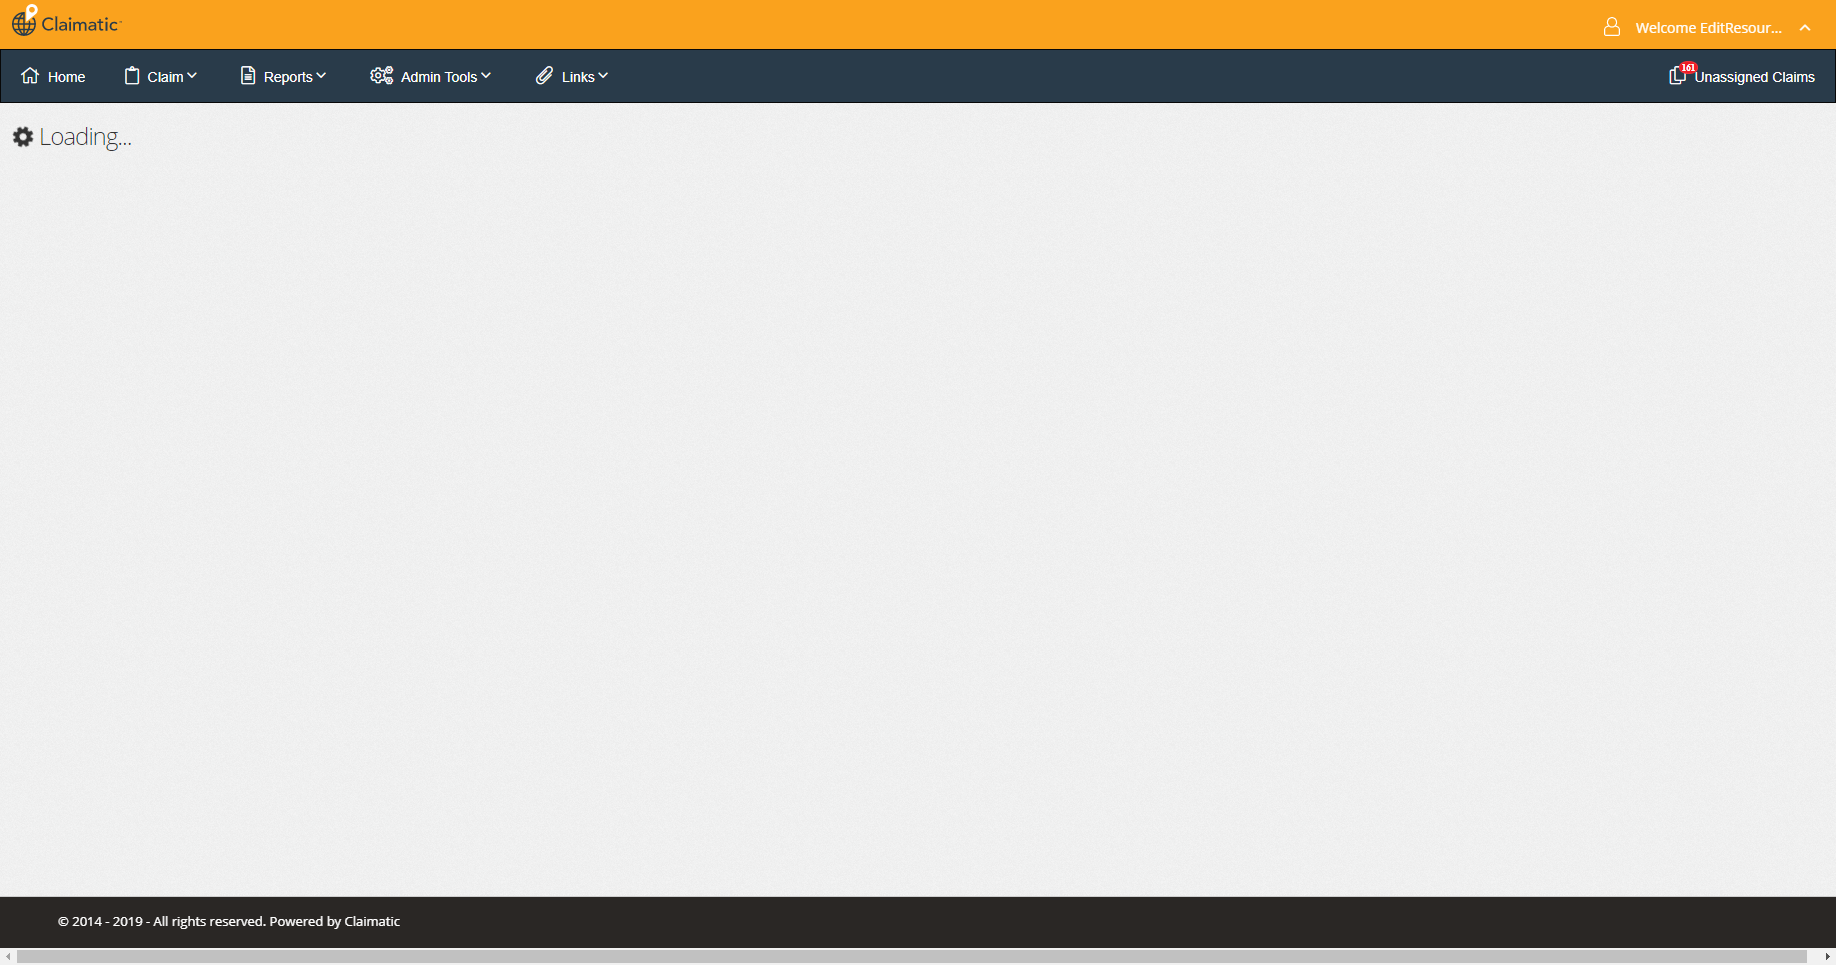 Claimatic
Welcome EditResour...
Home
Claim
Reports
Admin Tools
Links
161
Unassigned Claims
Loading...
© 2014 - 2019 - All rights reserved. Powered by Claimatic